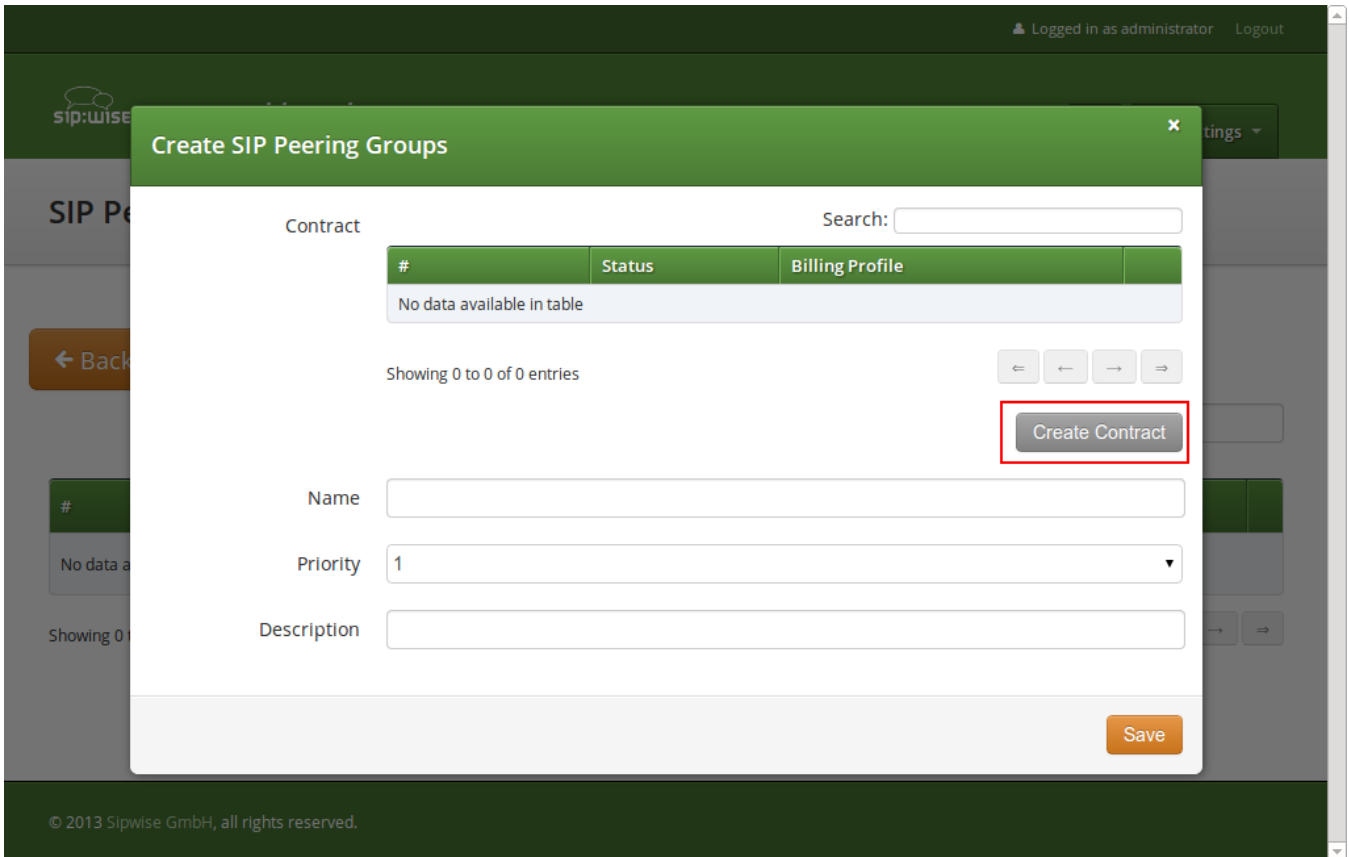 Logged in as administrator Logout
sip:wise
tings
Create SIP Peering Groups
SIP Pe
Contract
Search:
# Status Billing Profile
No data available in table
Back
Showing 0 to 0 of 0 entries
Create Contract
Name
#
Priority 1
No data a
Description
Showing 0 t
Save
© 2013 Sipwise GmbH, all rights reserved.